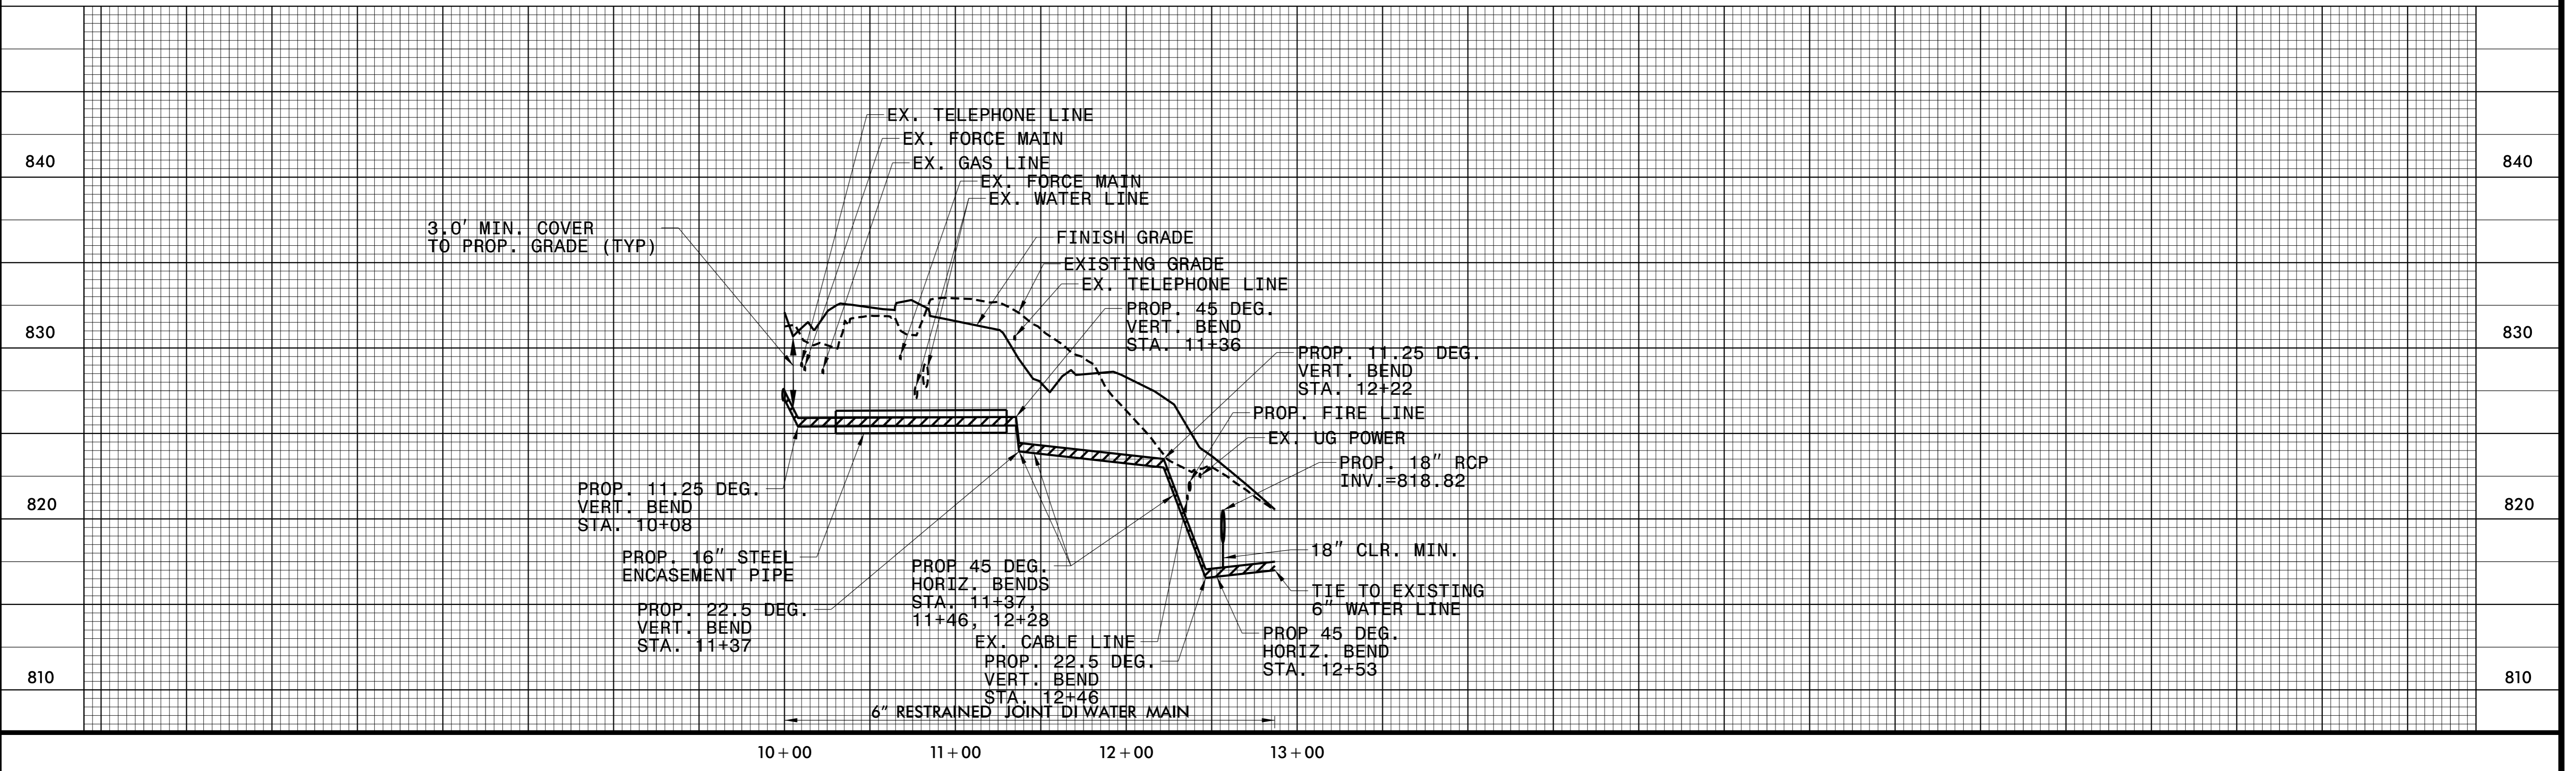 EX. TELEPHONE LINE
EX. FORCE MAIN
840
EX. GAS LINE
840
EX. FORCE MAIN
EX. WATER LINE
3.0' MIN. COVER
TO PROP. GRADE (TYP)
FINISH GRADE
EXISTING GRADE
EX. TELEPHONE LINE
PROP. 45 DEG.
VERT. BEND
STA. 11+36
830
830
PROP. 11.25 DEG.
VERT. BEND
STA. 12+22
PROP. FIRE LINE
EX. UG POWER
PROP. 18" RCP
INV.=818.82
PROP. 11.25 DEG.
VERT. BEND
STA. 10+08
820
820
PROP. 16" STEEL
ENCASEMENT PIPE
PROP 45 DEG.
HORIZ. BENDS
STA. 11+37,
11+46, 12+28
18" CLR. MIN.
TIE TO EXISTING
6" WATER LINE
PROP. 22.5 DEG.
VERT. BEND
STA. 11+37
EX. CABLE LINE
PROP 45 DEG.
HORIZ. BEND
STA. 12+53
PROP. 22.5 DEG.
VERT. BEND
STA. 12+46
810
810
6" RESTRAINED JOINT DI WATER MAIN
10+00
11+00
12+00
13+00